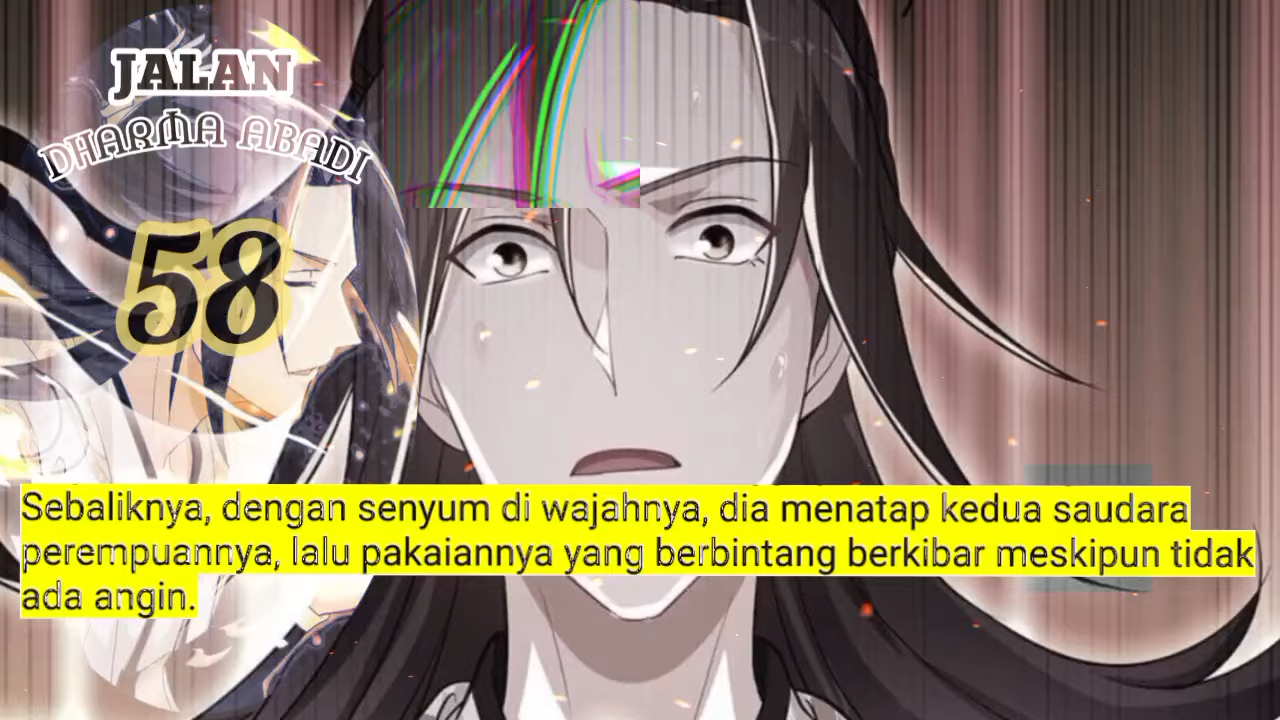 JALAN
DHARMA ABADI
58
Sebaliknya, dengan senyum di wajahnya, dia menatap kedua saudara
perempuannya, lalu pakaiannya yang berbintang berkibar meskipun tidak
ada angin.